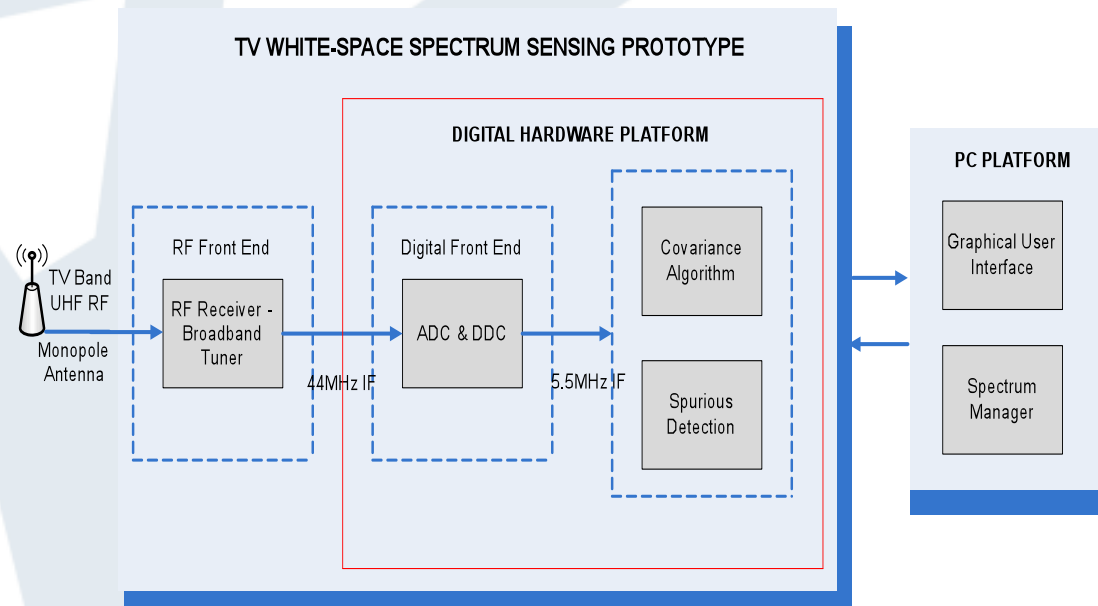 TV WHITE-SPACE SPECTRUM SENSING PROTOTYPE
DIGITAL HARDWARE PLATFORM
PC PLATFORM
RF Front End
Digital Front End
Covariance
Algorithm
Graphical User
Interface
TV Band
UHF RF
RF Receiver -
Broadband
Tuner
ADC & DDC
Monopole
Antenna
44MHz IF
5.5MHz IF
Spurious
Detection
Spectrum
Manager